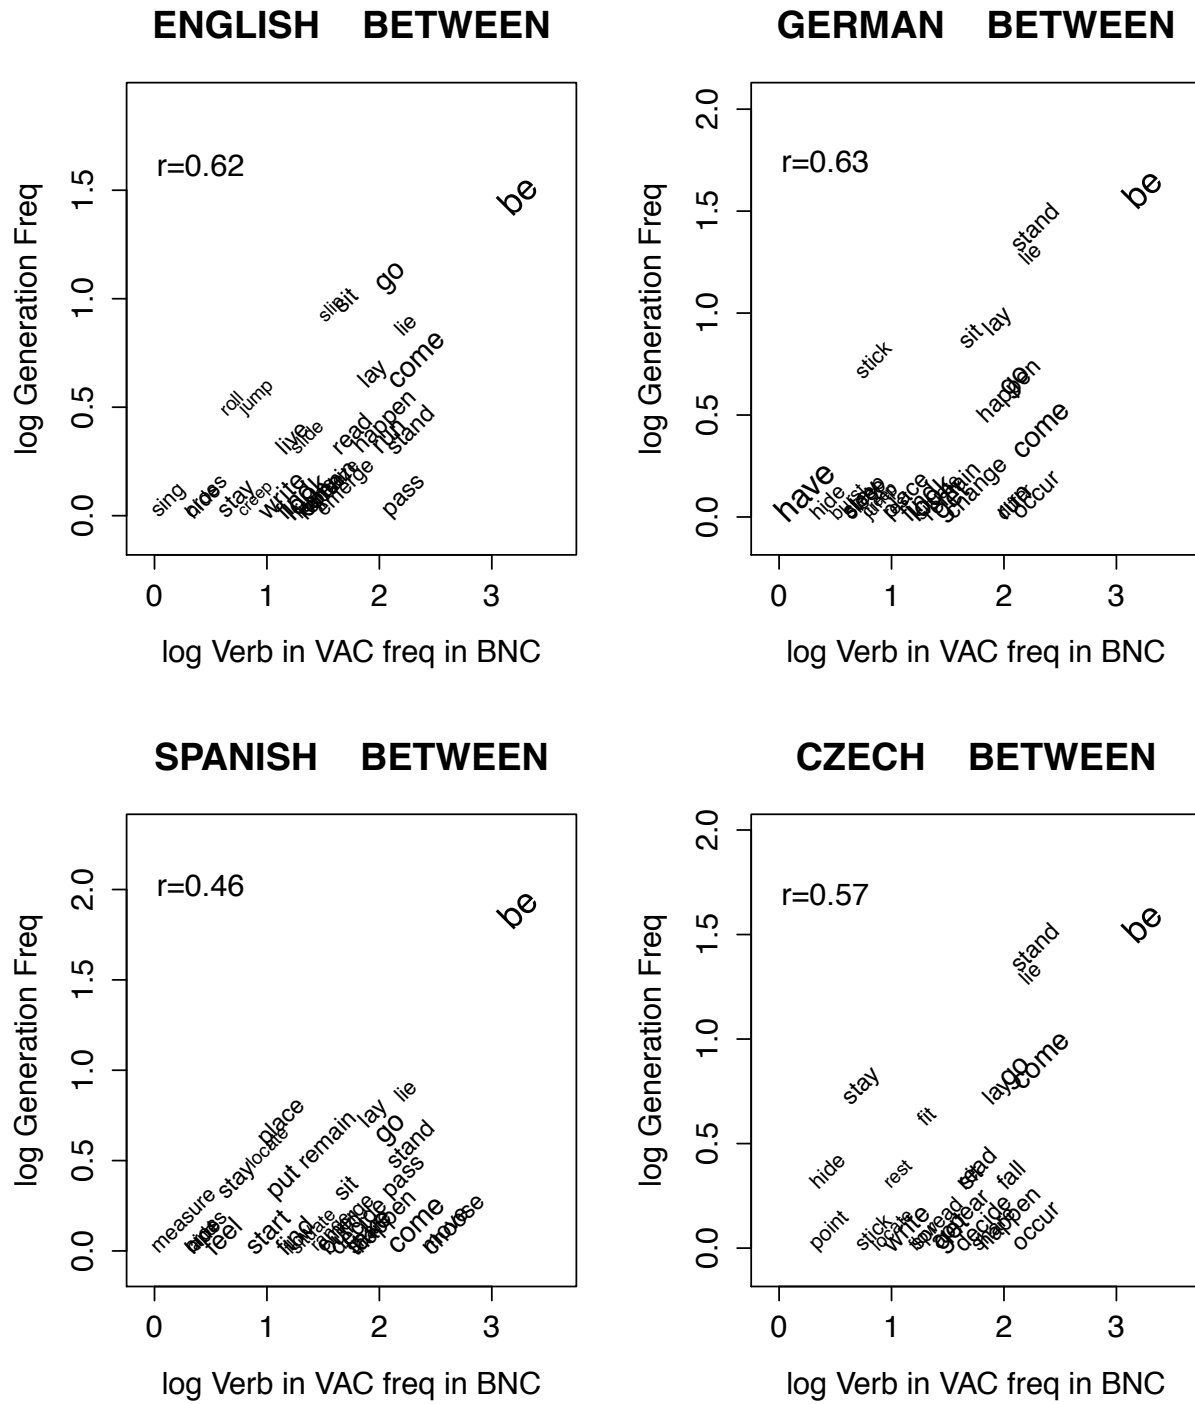 ENGLISH BETWEEN
log Generation Freq
1.5
1.0
0.5
0.0
r=0.62
be
go
sit
slip
lie
come
lay
roll
jump
happen
read
run
stand
live
slide
emerge
pass
sing
stay
creep
write
0 1 2 3
log Verb in VAC freq in BNC
GERMAN BETWEEN
log Generation Freq
2.0
1.5
1.0
0.5
0.0
r=0.63
be
stand
lie
sit
lay
stick
go
happen
come
have
hide
place
look
change
run
occur
0 1 2 3
log Verb in VAC freq in BNC
SPANISH BETWEEN
log Generation Freq
2.0
1.5
1.0
0.5
0.0
r=0.46
be
lie
lay
go
place
locate
remain
put
stay
stand
sit
pass
measure
feel
start
find
happen
come
move
choose
0 1 2 3
log Verb in VAC freq in BNC
CZECH BETWEEN
log Generation Freq
2.0
1.5
1.0
0.5
0.0
r=0.57
be
stand
lie
come
go
lay
stay
fit
hide
rest
read
sit
fall
point
stick
locate
write
spread
decide
happen
occur
0 1 2 3
log Verb in VAC freq in BNC